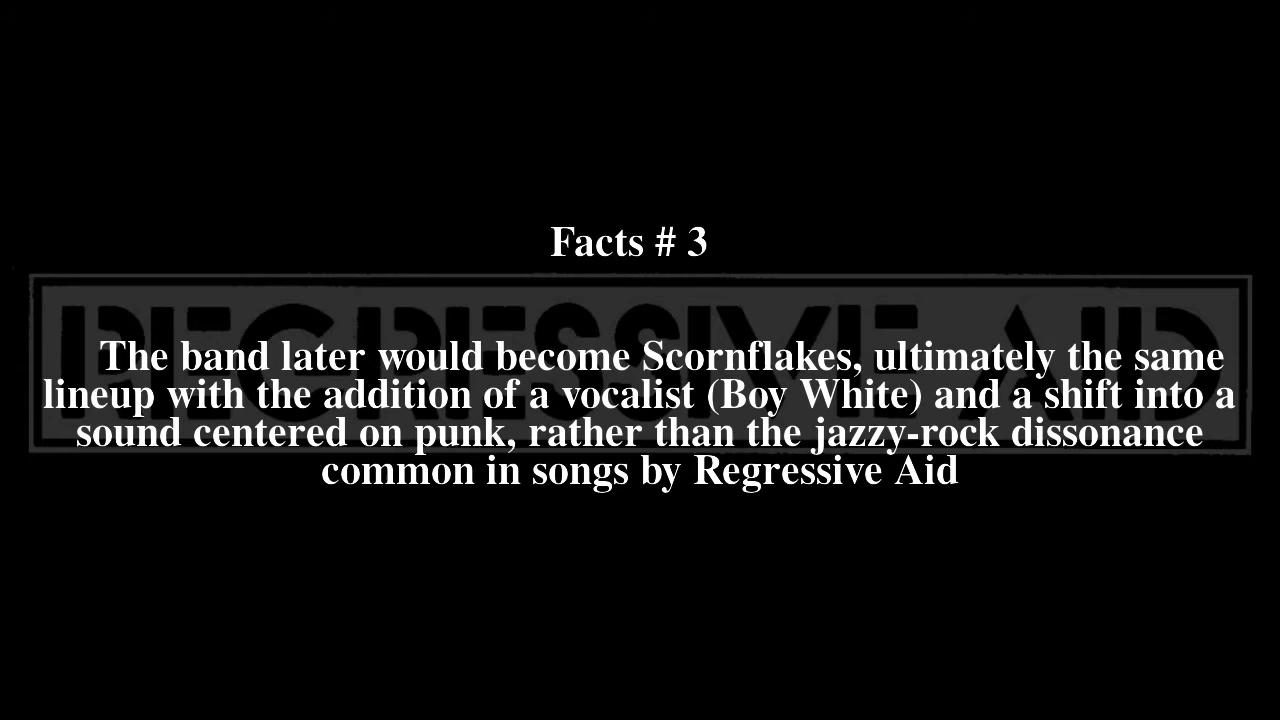 Facts # 3
REGRESSIVE AID
The band later would become Scornflakes, ultimately the same
lineup with the addition of a vocalist (Boy White) and a shift into a
sound centered on punk, rather than the jazzy-rock dissonance
common in songs by Regressive Aid